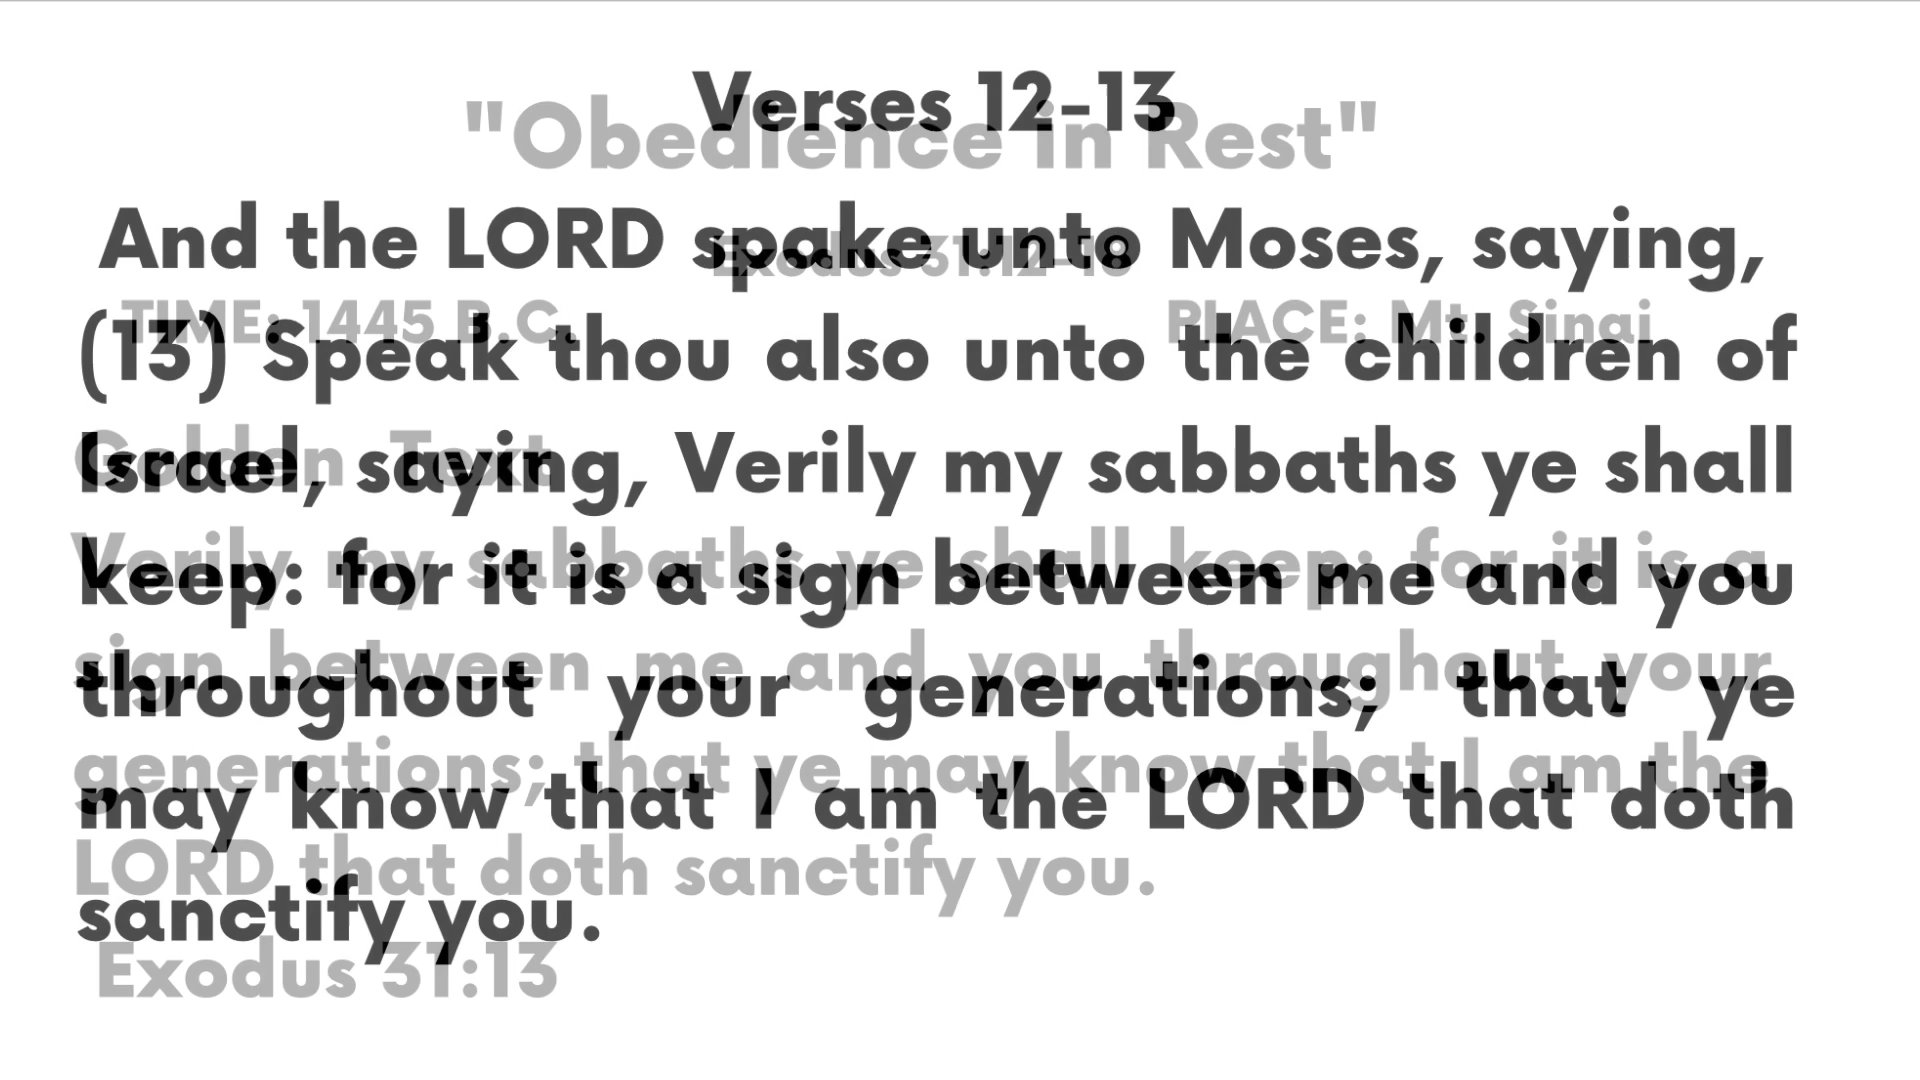 Verses 12-13
"Obedience in Rest"
And the LORD spake unto Moses, saying,
Exodus 31:12-18
TIME: 1445 B.C. PLACE: Mt. Sinai
(13) Speak thou also unto the children of
Golden Text
Israel, saying, Verily my sabbaths ye shall
Verily my sabbaths ye shall keep: for it is a
keep: for it is a sign between me and you
sign between me and you throughout your
throughout your generations; that ye
generations; that ye may know that I am the
may know that I am the LORD that doth
LORD that doth sanctify you.
sanctify you.
Exodus 31:13